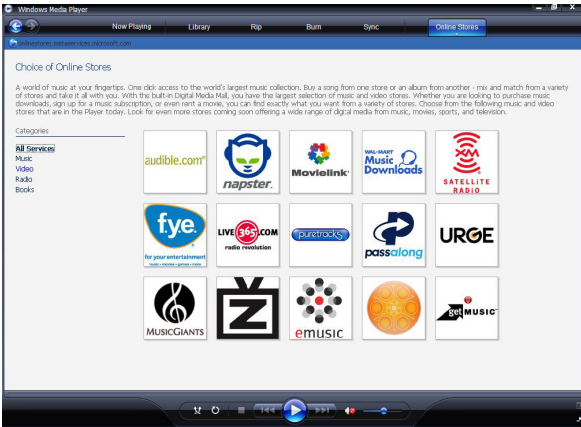 Windows Media Player
Now Playing Library Rip Burn Sync Online Stores
onlinestores.metaservices.microsoft.com
Choice of Online Stores
A world of music at your fingertips. One click access to the world's largest music collection. Buy a song from one store or an album from another - mix and match from a variety
of stores and take it all with you. With the built-in Digital Media Mall, you have the largest selection of music and video stores. Whether you are looking to purchase music
downloads, sign up for a music subscription, or even rent a movie, you can find exactly what you want from a variety of stores. Choose from the following music and video
stores that are in the Player today. Look for even more stores coming soon offering a wide range of digital media from music, movies, sports, and television.
Categories
All Services
Music
Video
Radio
Books
audible.com
napster.
Movielink
WAL-MART
Music
Downloads
XM
SATELLITE
RADIO
f.y.e.
for your entertainment
music • movies • games • more
LIVE365.COM
radio revolution
puretracks
passalong
URGE
MUSICGIANTS
Z
emusic
getMUSIC